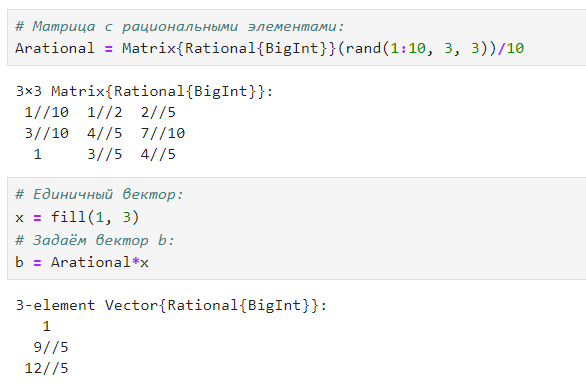 # Матрица с рациональными элементами:
Arational = Matrix{Rational{BigInt}}(rand(1:10, 3, 3))/10
3×3 Matrix{Rational{BigInt}}:
1//10 1//2 2//5
3//10 4//5 7//10
1 3//5 4//5
# Единичный вектор:
x = fill(1, 3)
# Задаём вектор b:
b = Arational*x
3-element Vector{Rational{BigInt}}:
1
9//5
12//5